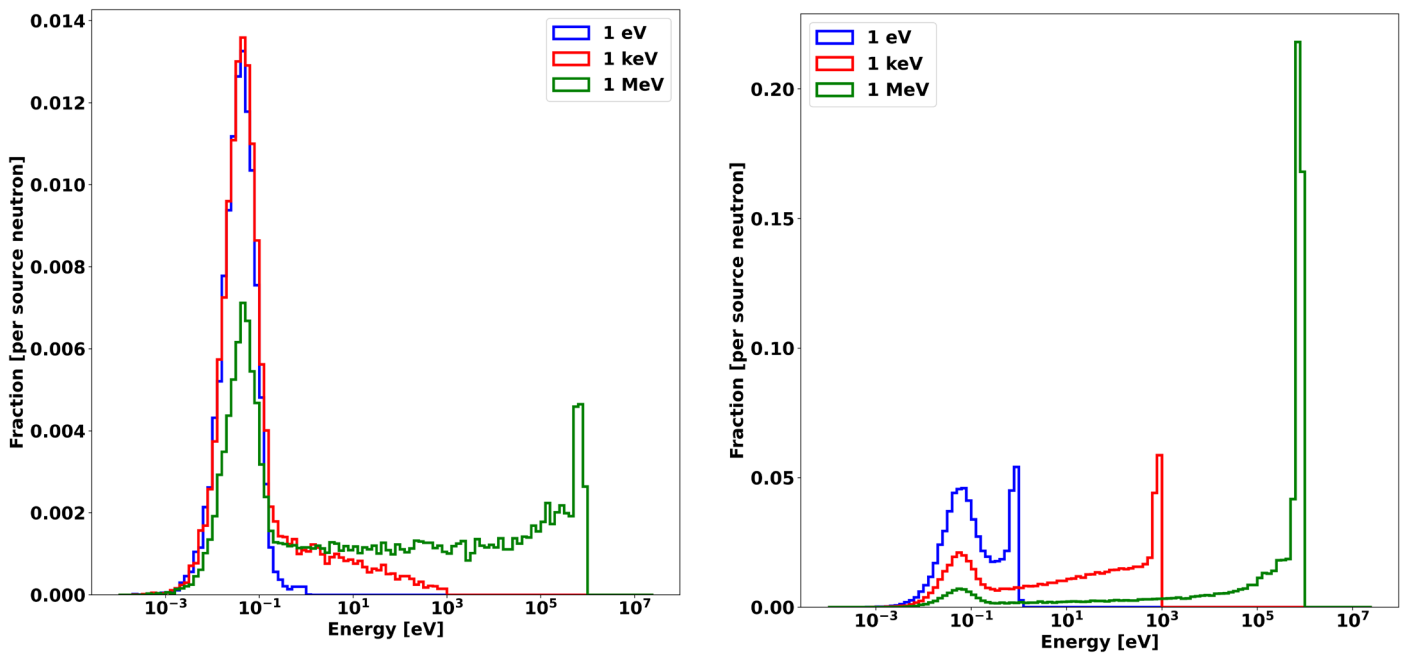 1 eV
1 keV
1 MeV
0.014
0.012
0.010
0.008
0.006
0.004
0.002
0.000
Fraction [per source neutron]
10⁻³ 10⁻¹ 10¹ 10³ 10⁵ 10⁷
Energy [eV]
1 eV
1 keV
1 MeV
0.20
0.15
0.10
0.05
0.00
Fraction [per source neutron]
10⁻³ 10⁻¹ 10¹ 10³ 10⁵ 10⁷
Energy [eV]